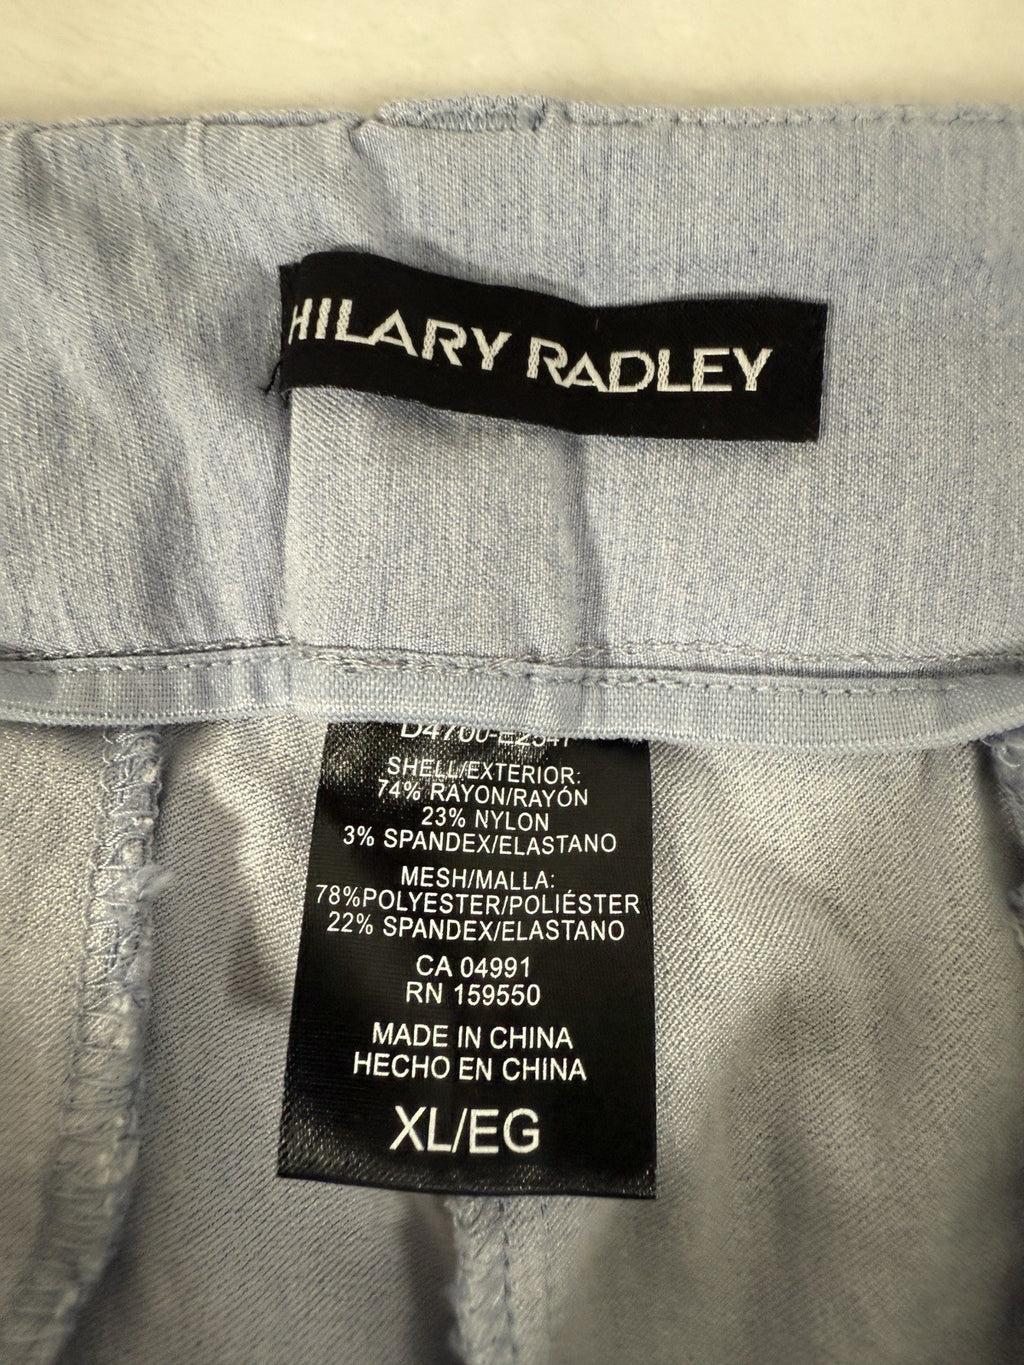 HILARY RADLEY
SHELL/EXTERIOR:
74% RAYON/RAYÓN
23% NYLON
3% SPANDEX/ELASTANO
MESH/MALLA:
78%POLYESTER/POLIÉSTER
22% SPANDEX/ELASTANO
CA 04991
RN 159550
MADE IN CHINA
HECHO EN CHINA
XL/EG